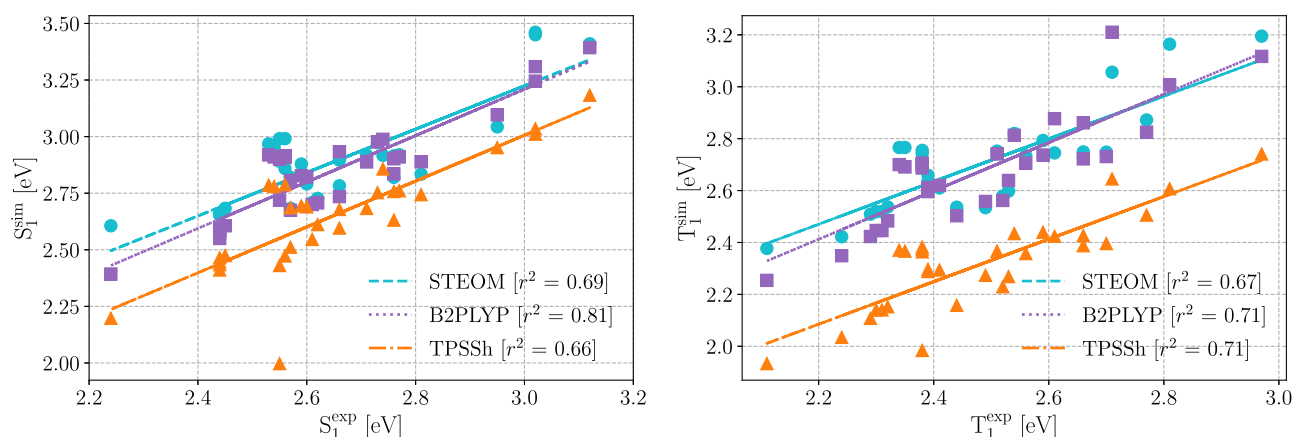 3.50
3.25
3.00
2.75
2.50
2.25
2.00
S₁ˢⁱᵐ [eV]
STEOM [r² = 0.69]
B2PLYP [r² = 0.81]
TPSSh [r² = 0.66]
2.2 2.4 2.6 2.8 3.0 3.2
S₁ᵉˣᵖ [eV]
3.2
3.0
2.8
2.6
2.4
2.2
2.0
T₁ˢⁱᵐ [eV]
STEOM [r² = 0.67]
B2PLYP [r² = 0.71]
TPSSh [r² = 0.71]
2.2 2.4 2.6 2.8 3.0
T₁ᵉˣᵖ [eV]